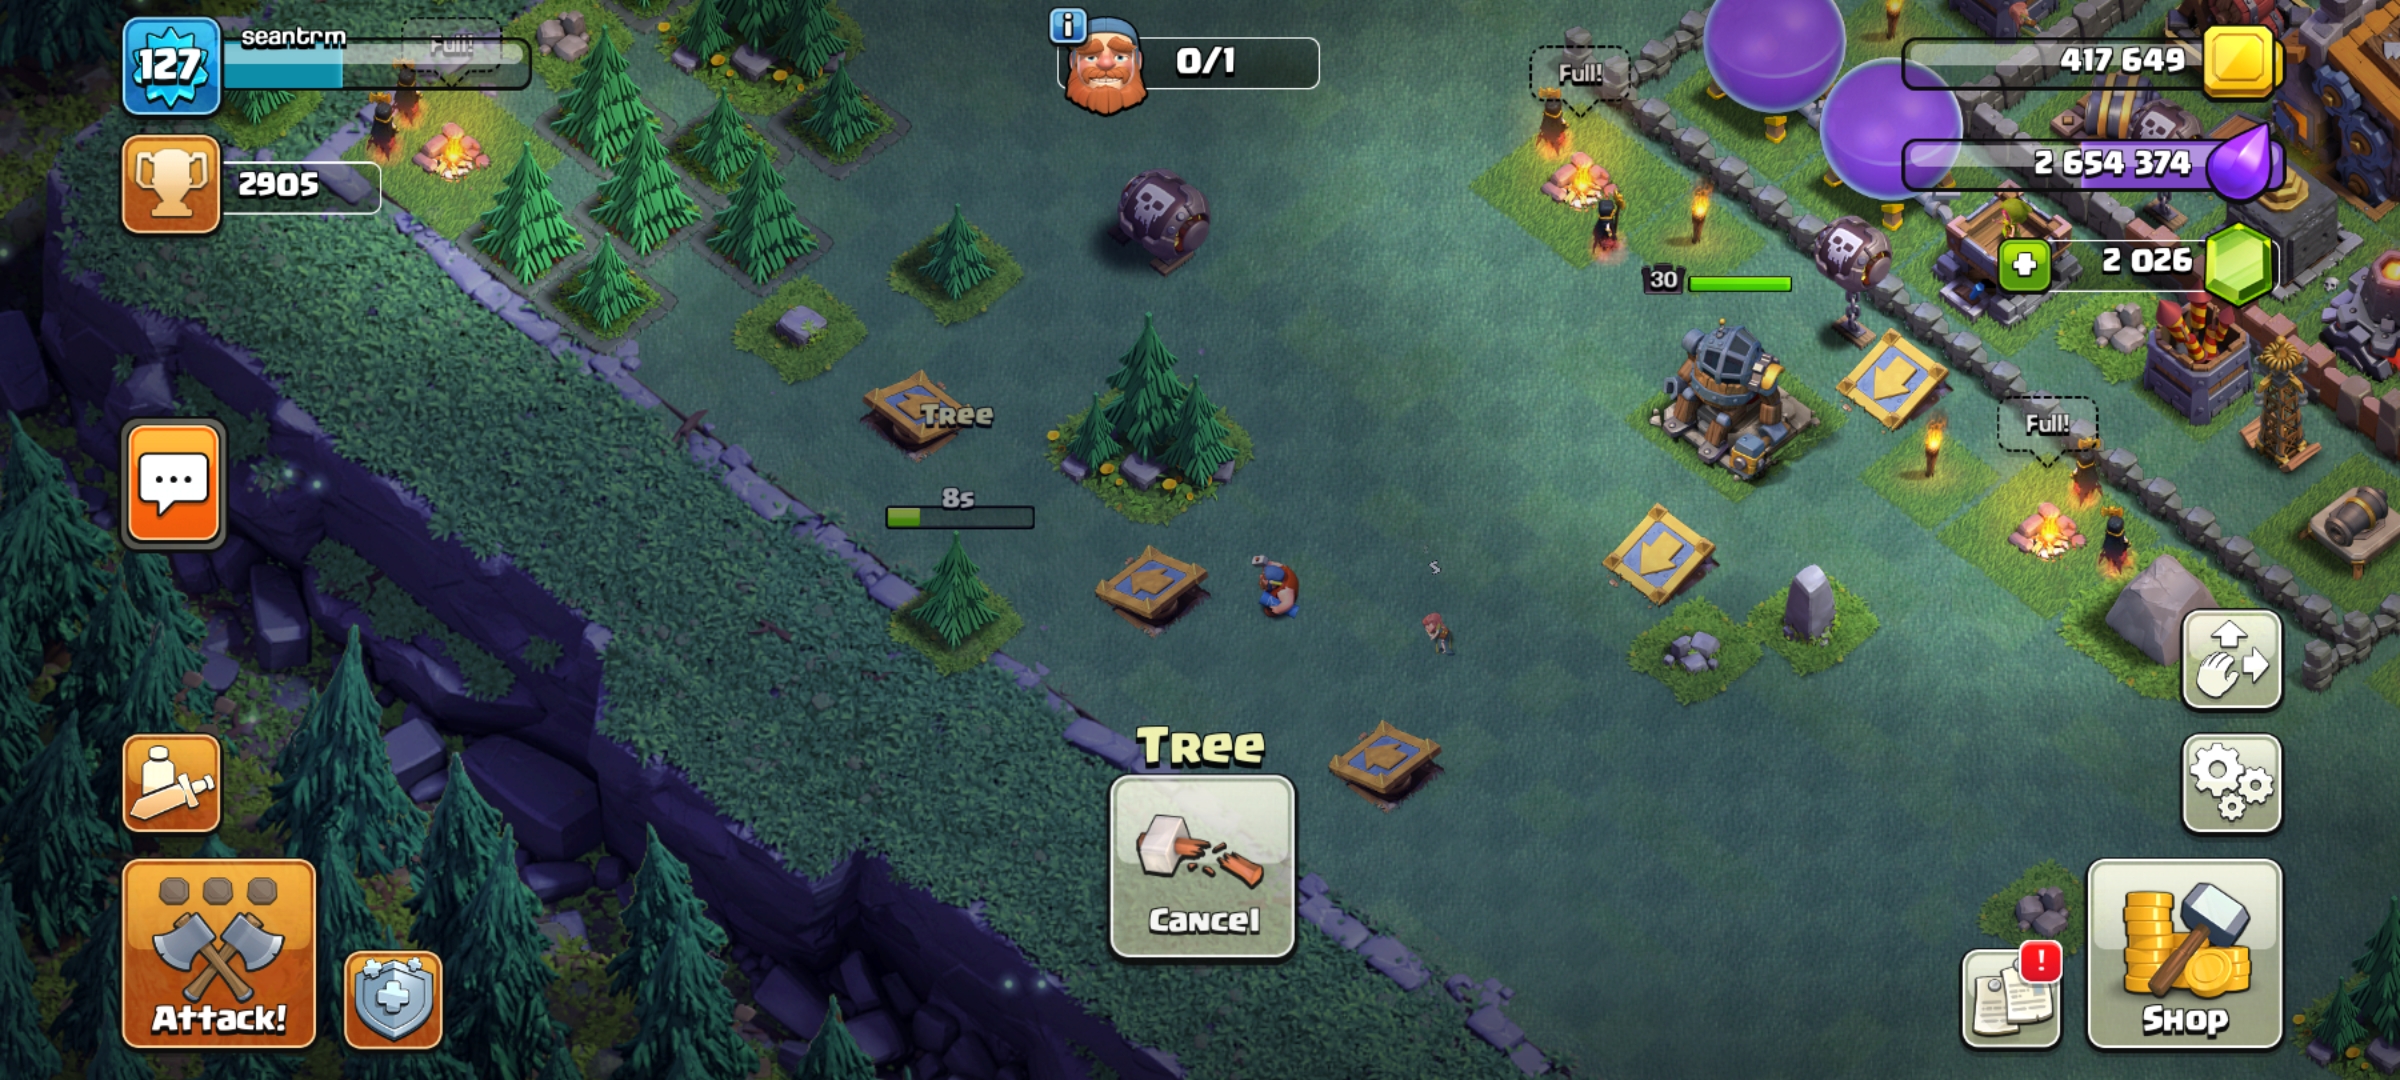 127
seantrm
Full!
2905
i
0/1
Full!
417 649
2 654 374
2 026
30
Tree
Full!
8s
Tree
Cancel
Attack!
!
Shop